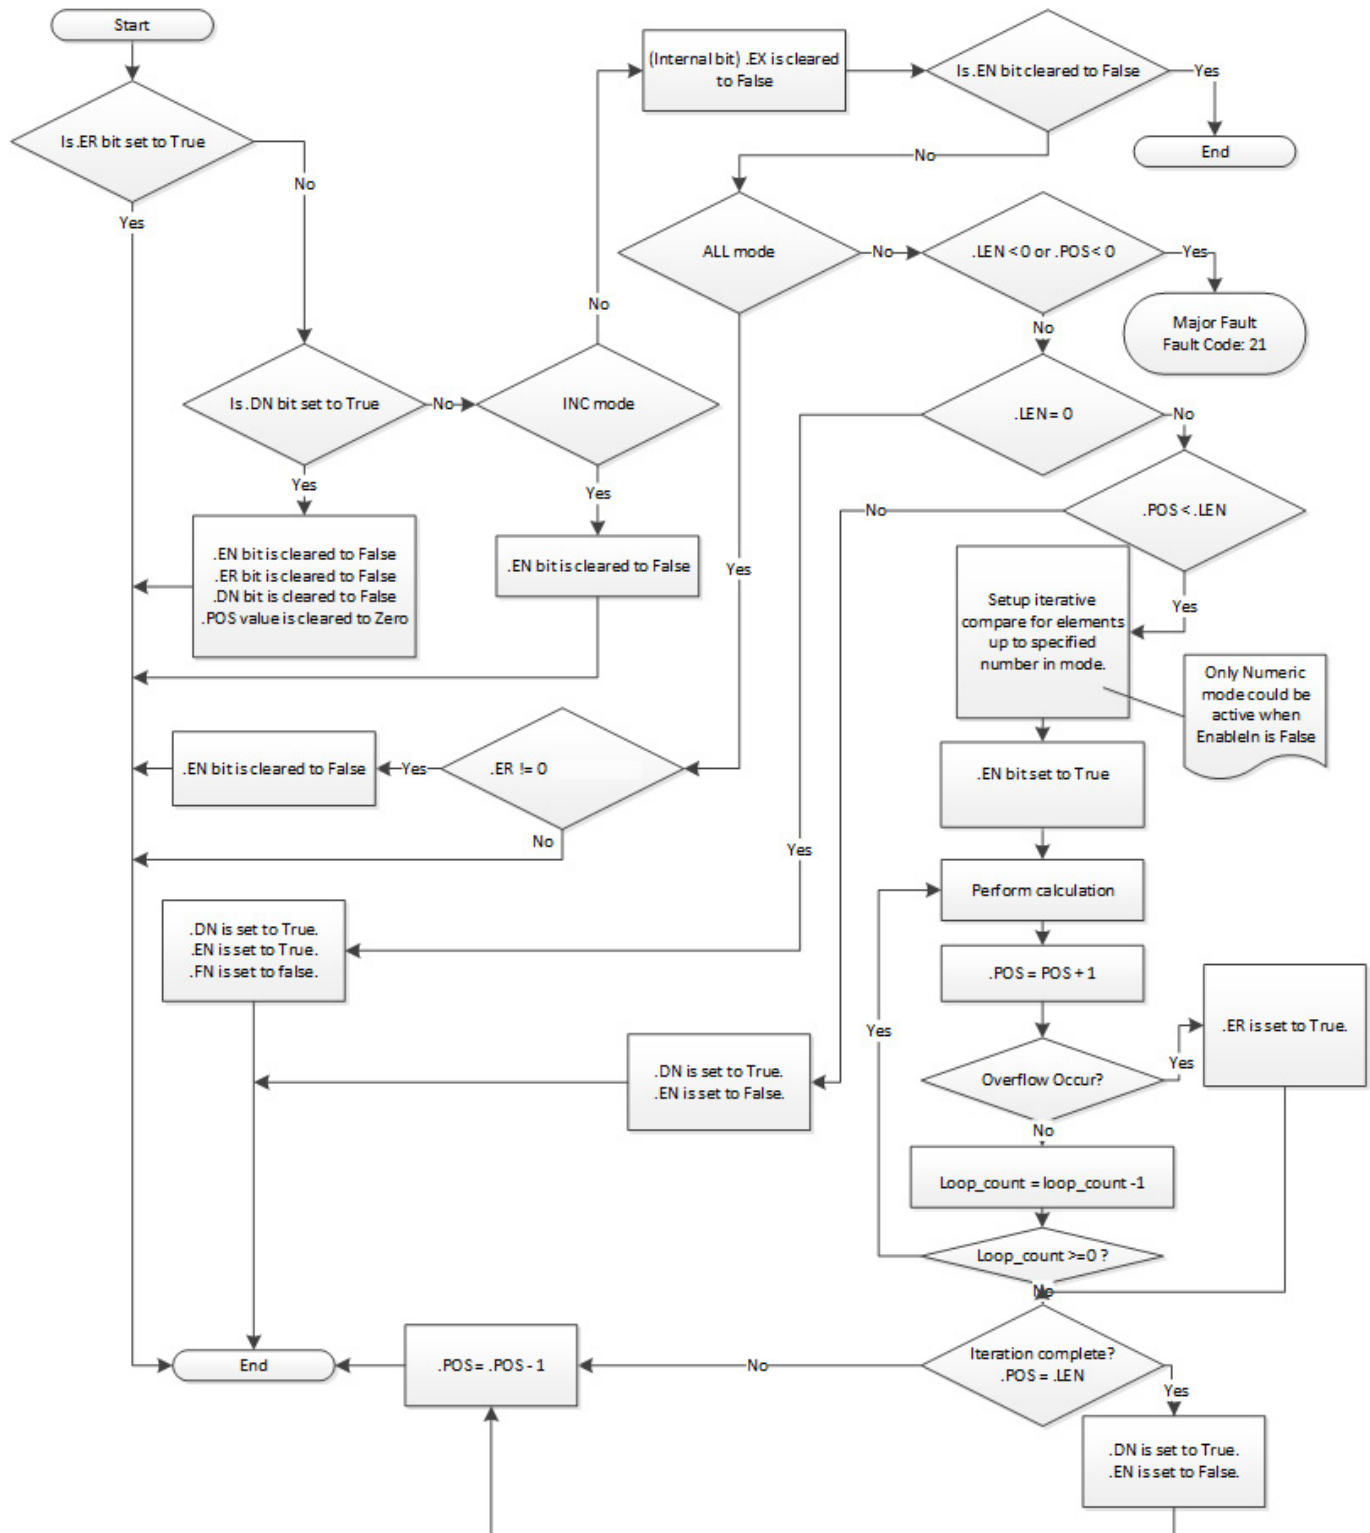 Start
Is .ER bit set to True
Yes
No
Is .DN bit set to True
Yes
No
.EN bit is cleared to False
.ER bit is cleared to False
.DN bit is cleared to False
.POS value is cleared to Zero
INC mode
No
Yes
.EN bit is cleared to False
(Internal bit) .EX is cleared
to False
Is .EN bit cleared to False
Yes
End
No
ALL mode
No
Yes
.LEN <0 or .POS< 0
Yes
Major Fault
Fault Code: 21
No
.LEN = 0
No
Yes
.POS < .LEN
No
Yes
Setup iterative
compare for elements
up to specified
number in mode.
Only Numeric
mode could be
active when
EnableIn is False
.ER != 0
Yes
.EN bit is cleared to False
No
.EN bit set to True
Perform calculation
.POS = POS + 1
Overflow Occur?
Yes
.ER is set to True.
No
Loop_count = loop_count -1
Loop_count >=0 ?
Yes
No
.DN is set to True.
.EN is set to True.
.FN is set to false.
.DN is set to True.
.EN is set to False.
Iteration complete?
.POS = .LEN
No
Yes
.POS = .POS - 1
End
.DN is set to True.
.EN is set to False.